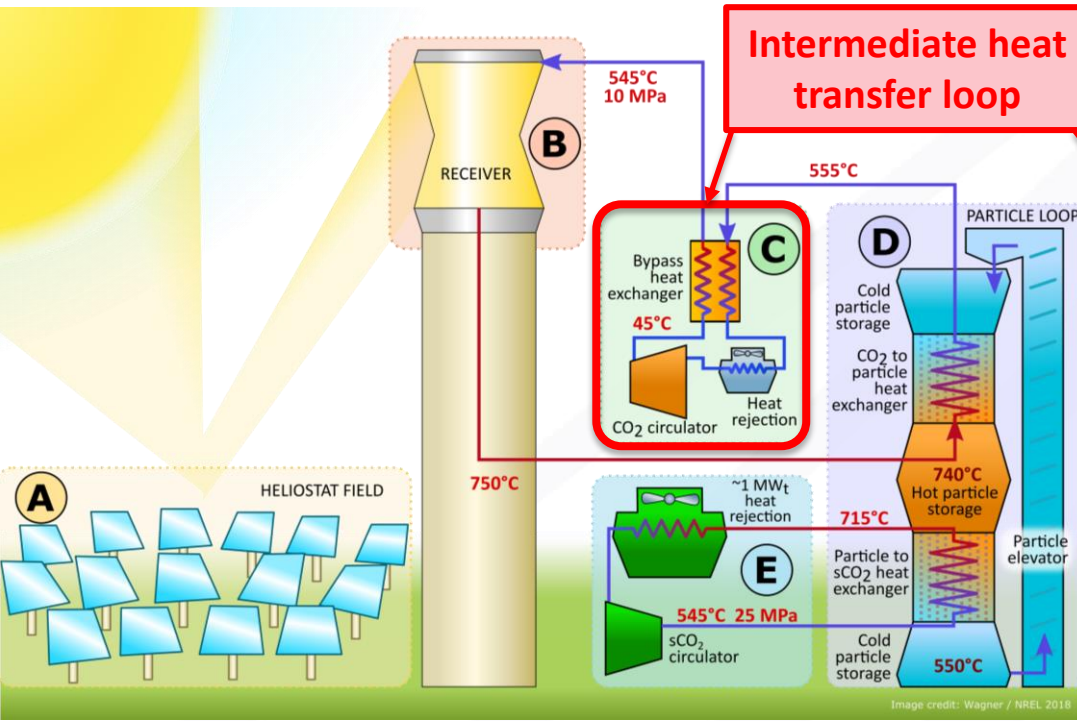 Intermediate heat
transfer loop
545°C
10 MPa
B
RECEIVER
555°C
PARTICLE LOOP
C
D
Bypass
heat
exchanger
Cold
particle
storage
45°C
CO2 to
particle
heat
exchanger
Heat
rejection
CO2 circulator
A
HELIOSTAT FIELD
750°C
740°C
Hot particle
storage
~1 MWt
heat
rejection
715°C
Particle
elevator
Particle to
sCO2 heat
exchanger
E
545°C 25 MPa
sCO2
circulator
Cold
particle
storage
550°C
Image credit: Wagner / NREL 2018